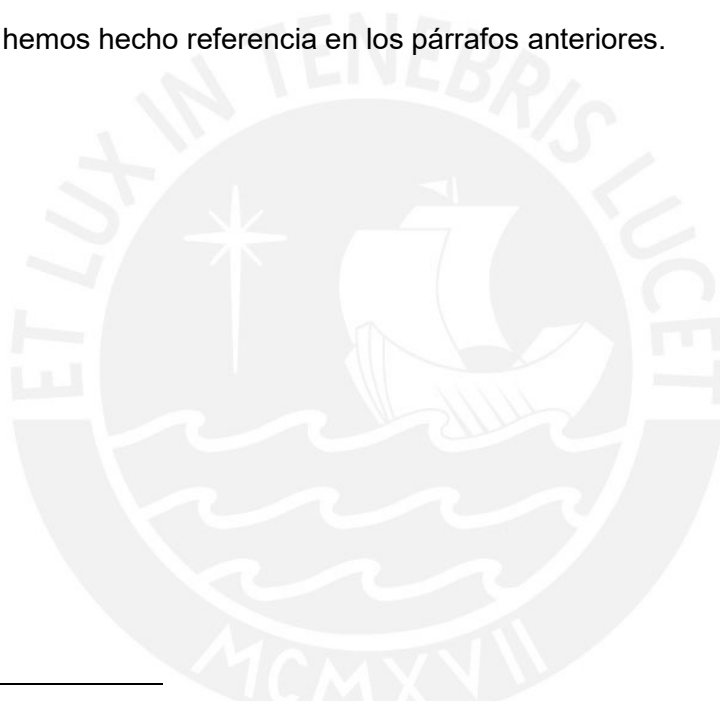 hemos hecho referencia en los párrafos anteriores.
ET LUX IN TENEBRIS LUCET
MCMXVII